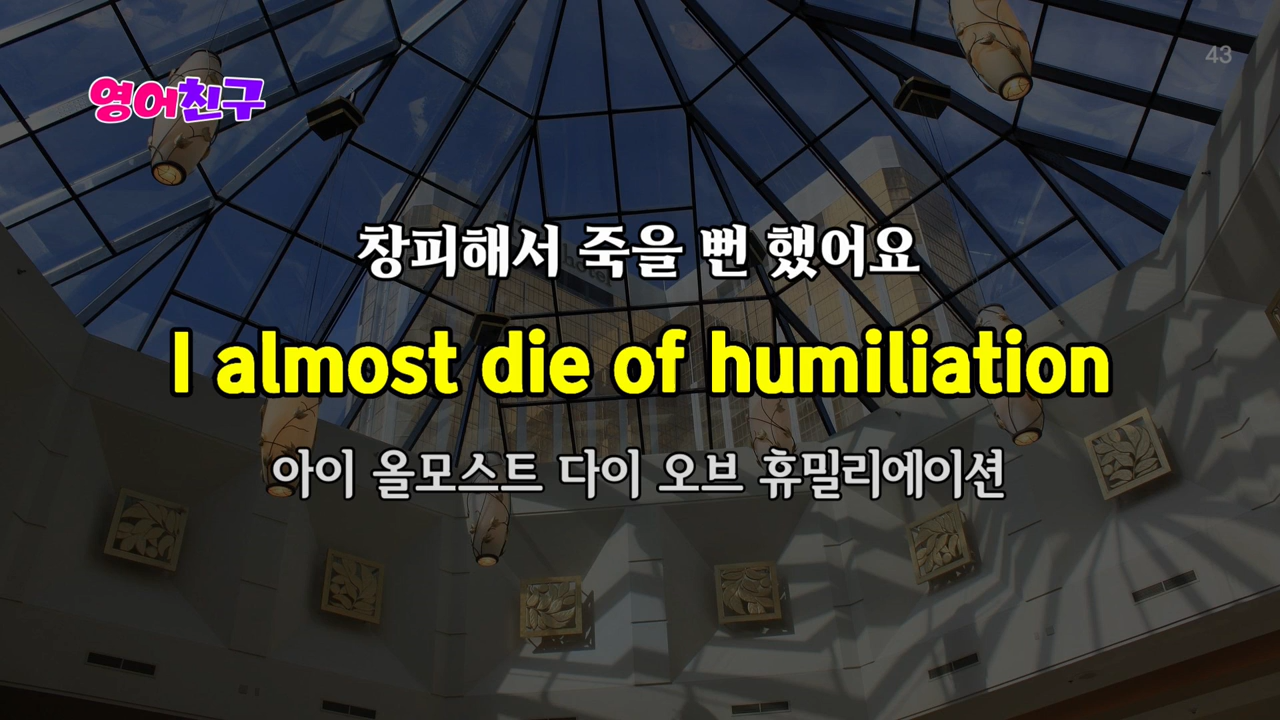 43
영어친구
창피해서 죽을 뻔 했어요
I almost die of humiliation
아이 올모스트 다이 오브 휴밀리에이션